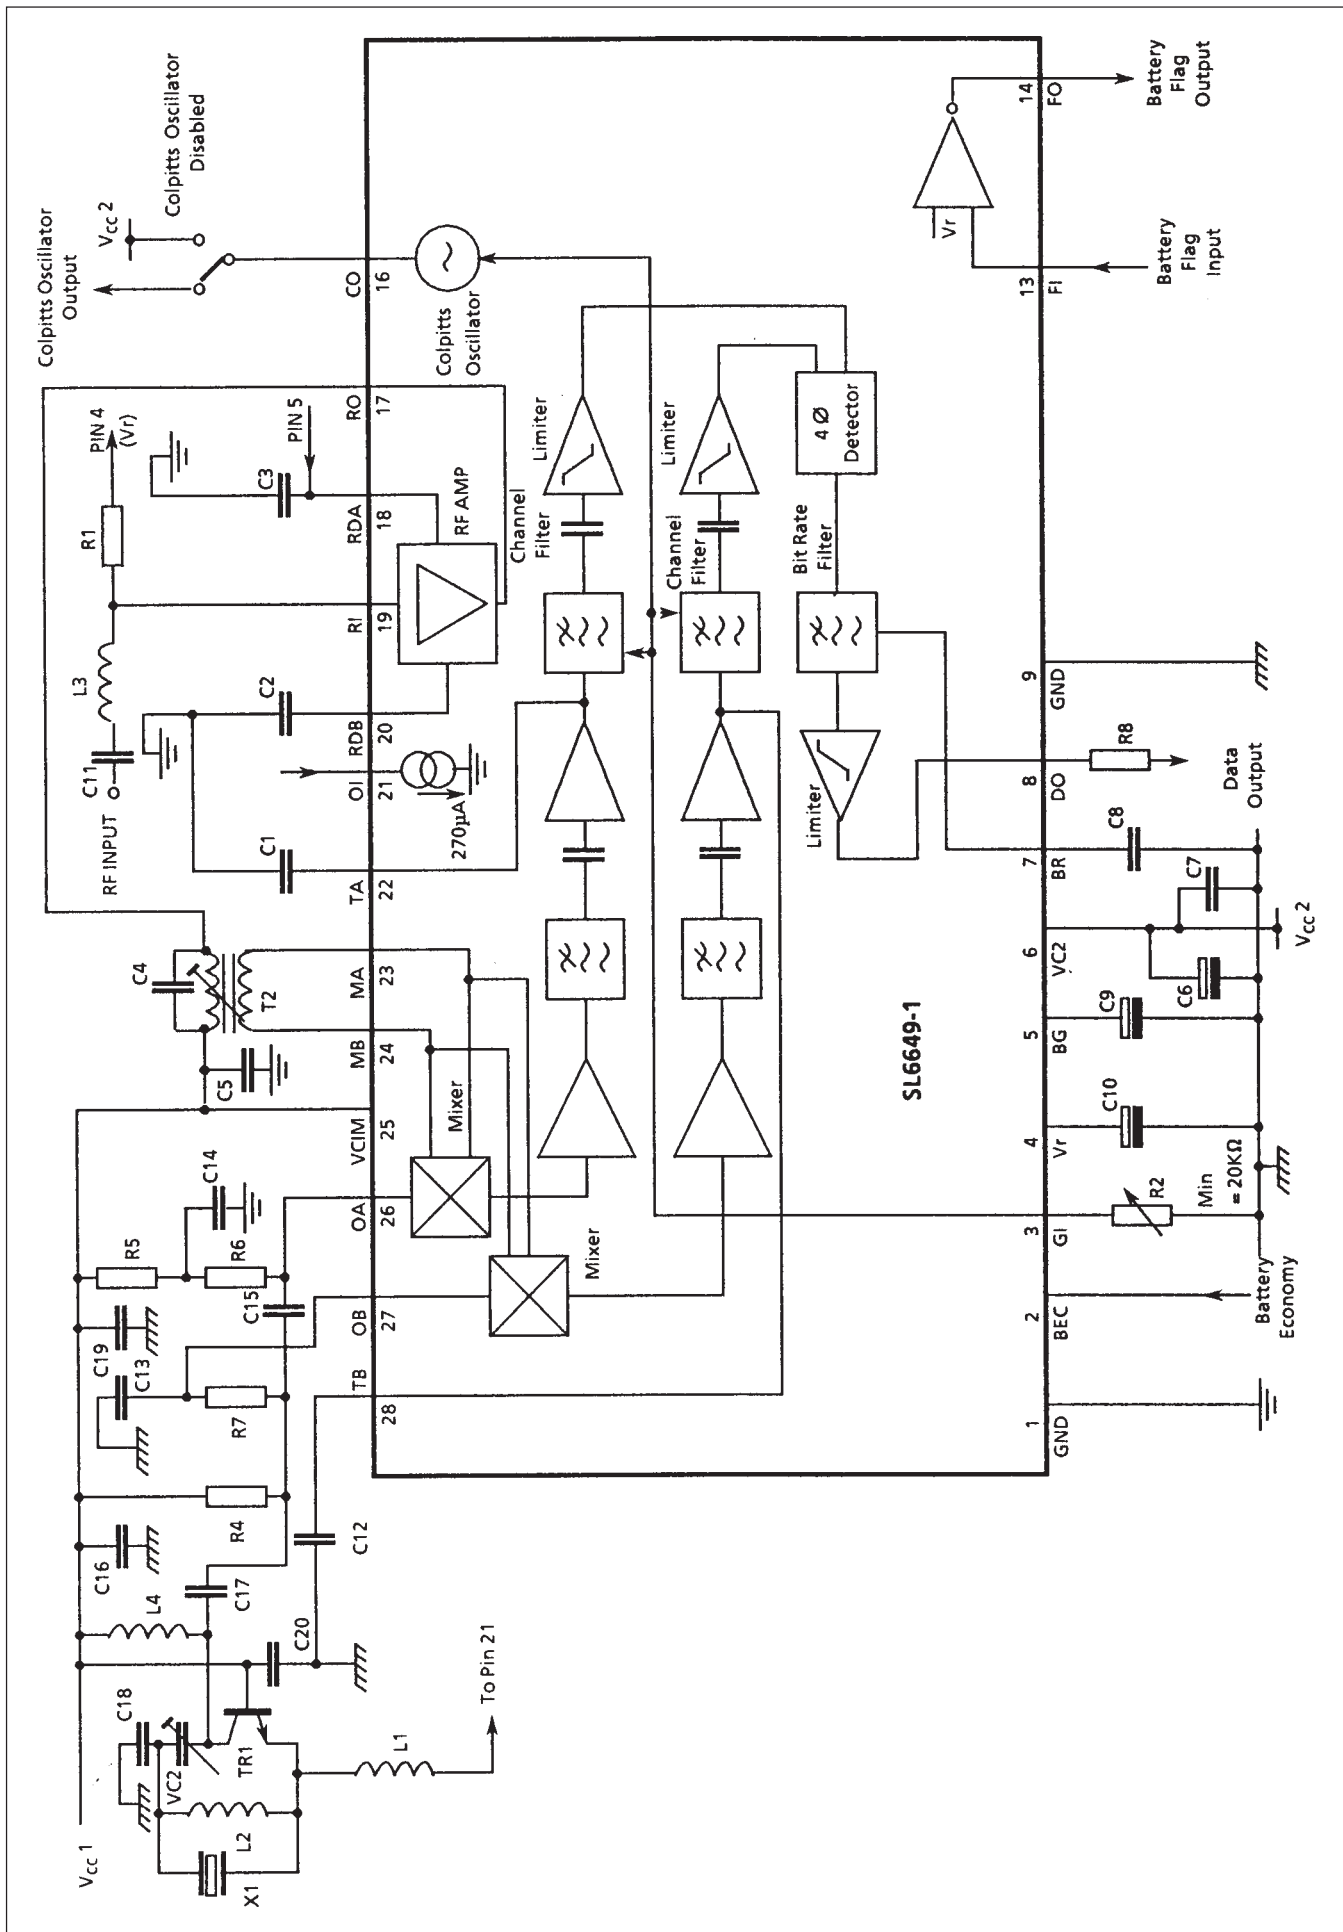 Vcc 1
X1
L2
VC2
C18
TR1
L1
To Pin 21
L4
C20
C16
C17
R4
C12
C13
C19
R7
R5
R6
C15
C14
C5
C4
T2
RF INPUT
C11
L3
R1
PIN 4
(Vr)
C1
C2
C3
PIN 5
Colpitts Oscillator
Output
Vcc 2
Colpitts Oscillator
Disabled
28
TB
27
OB
26
OA
25
VCIM
24
MB
23
MA
22
TA
21
OI
20
RDB
19
RI
18
RDA
17
RO
16
CO
270µA
RF AMP
Colpitts
Oscillator
Mixer
Mixer
Channel
Filter
Limiter
Channel
Filter
Limiter
4 Ø
Detector
Bit Rate
Filter
Limiter
Vr
SL6649-1
1
GND
2
BEC
3
GI
4
Vr
5
BG
6
VC2
7
BR
8
DO
9
GND
13
FI
14
FO
Battery
Economy
R2
Min
= 20KΩ
C10
C9
C6
C7
Vcc 2
C8
R8
Data
Output
Battery
Flag
Input
Battery
Flag
Output